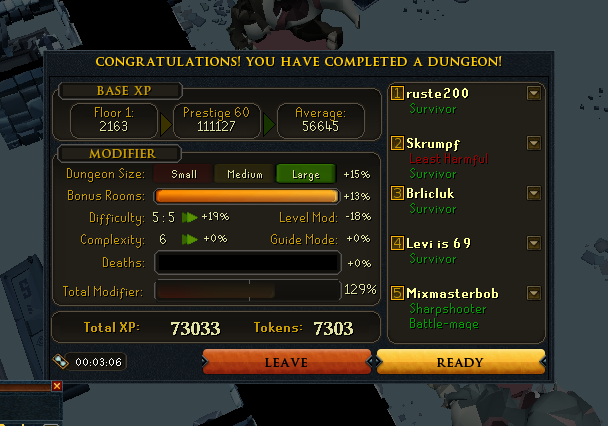 CONGRATULATIONS! YOU HAVE COMPLETED A DUNGEON!
BASE XP
Floor 1:
2163
Prestige 60
111127
Average:
56645
MODIFIER
Dungeon Size: Small Medium Large +15%
Bonus Rooms: +13%
Difficulty: 5 : 5 +19% Level Mod: -18%
Complexity: 6 +0% Guide Mode: +0%
Deaths: +0%
Total Modifier: 129%
Total XP: 73033 Tokens: 7303
00:03:06
LEAVE
READY
1 ruste200
Survivor
2 Skrumpf
Least Harmful
Survivor
3 Brlicluk
Survivor
4 Levi is 69
Survivor
5 Mixmasterbob
Sharpshooter
Battle-mage